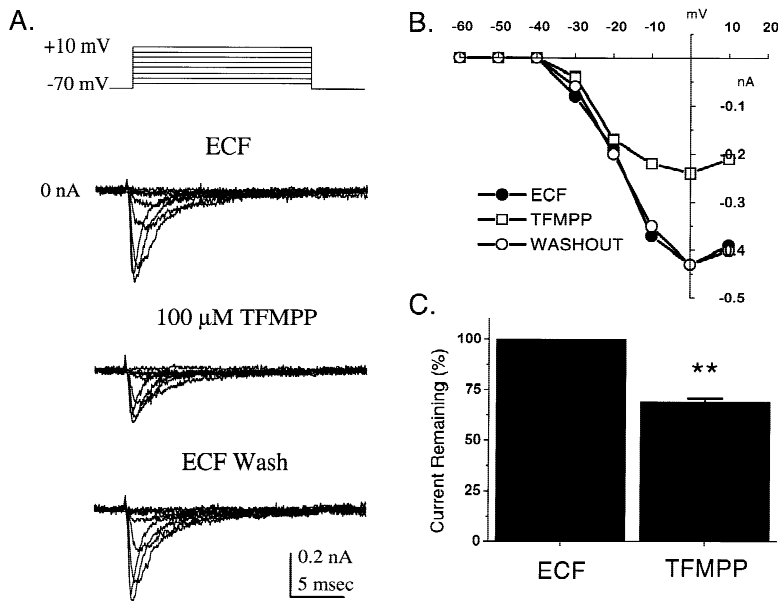 A.
+10 mV
-70 mV
ECF
0 nA
100 μM TFMPP
ECF Wash
0.2 nA
5 msec
B.
mV
-60 -50 -40 -30 -20 -10 10 20
nA
-0.1
-0.2
-0.3
-0.4
-0.5
ECF
TFMPP
WASHOUT
C.
Current Remaining (%)
100
75
50
25
0
**
ECF TFMPP